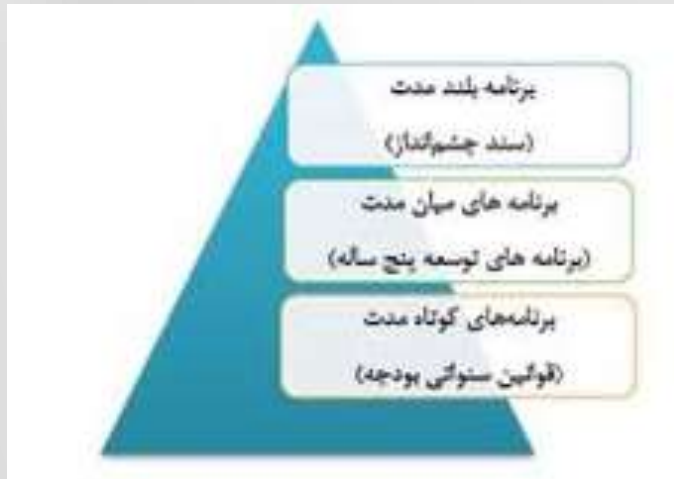 برنامه بلند مدت
(سند چشم‌انداز)
برنامه های میان مدت
(برنامه های توسعه پنج ساله)
برنامه‌های کوتاه مدت
(قوانین سنواتی بودجه)